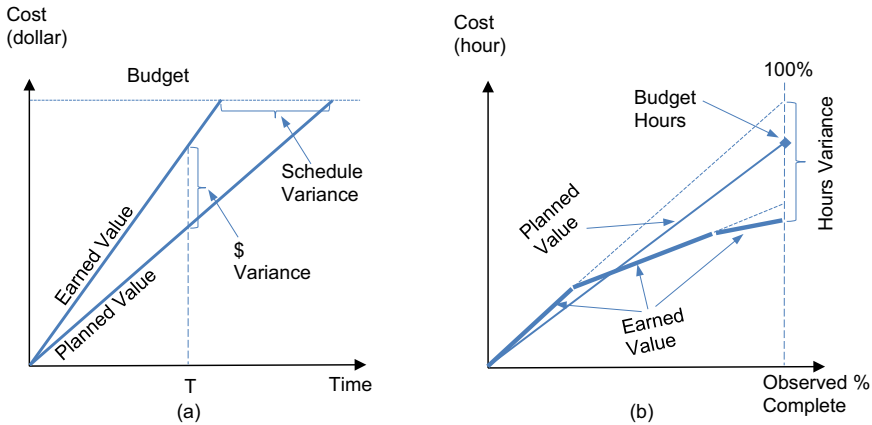 Cost
(dollar)
Budget
Earned Value
Planned Value
Schedule
Variance
$
Variance
T
Time
(a)
Cost
(hour)
100%
Budget
Hours
Hours Variance
Planned
Value
Earned
Value
Observed %
Complete
(b)